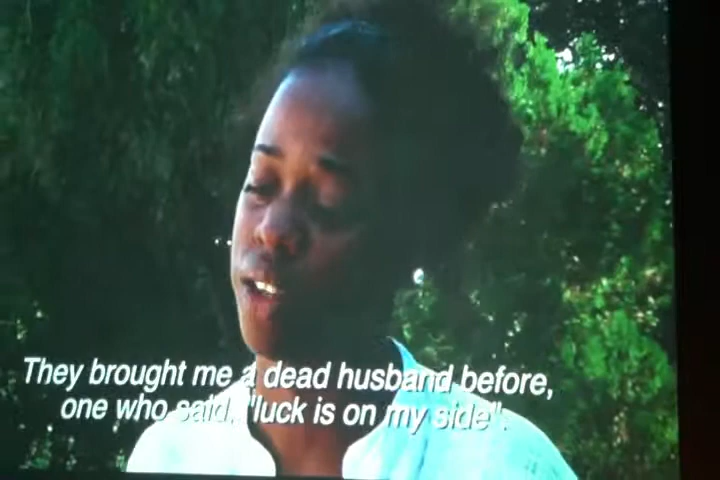 They brought me a dead husband before,
one who said, "luck is on my side".